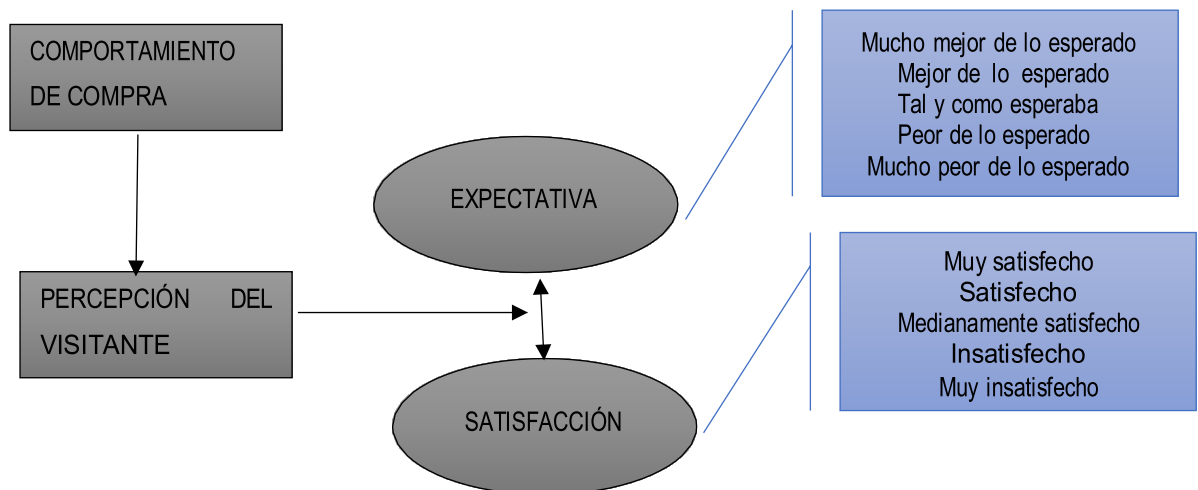 COMPORTAMIENTO
DE COMPRA
PERCEPCIÓN DEL
VISITANTE
EXPECTATIVA
SATISFACCIÓN
Mucho mejor de lo esperado
Mejor de lo esperado
Tal y como esperaba
Peor de lo esperado
Mucho peor de lo esperado
Muy satisfecho
Satisfecho
Medianamente satisfecho
Insatisfecho
Muy insatisfecho